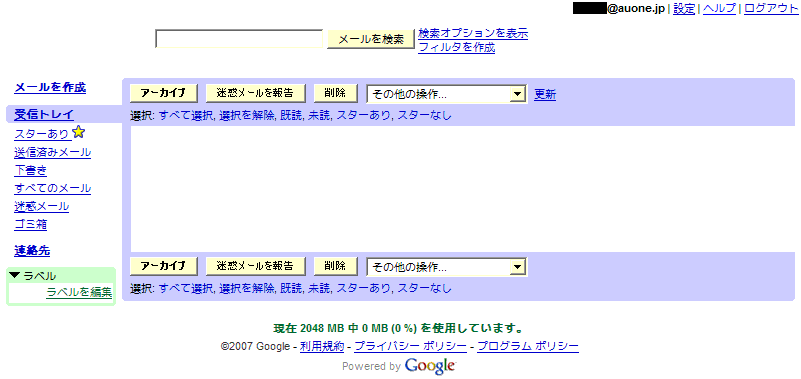 @auone.jp | 設定 | ヘルプ | ログアウト
メールを検索 検索オプションを表示
フィルタを作成
メールを作成
受信トレイ
スターあり
送信済みメール
下書き
すべてのメール
迷惑メール
ゴミ箱
連絡先
▼ ラベル
ラベルを編集
アーカイブ 迷惑メールを報告 削除 その他の操作... 更新
選択: すべて選択, 選択を解除, 既読, 未読, スターあり, スターなし
アーカイブ 迷惑メールを報告 削除 その他の操作...
選択: すべて選択, 選択を解除, 既読, 未読, スターあり, スターなし
現在 2048 MB 中 0 MB (0 %) を使用しています。
©2007 Google - 利用規約 - プライバシー ポリシー - プログラム ポリシー
Powered by Google™